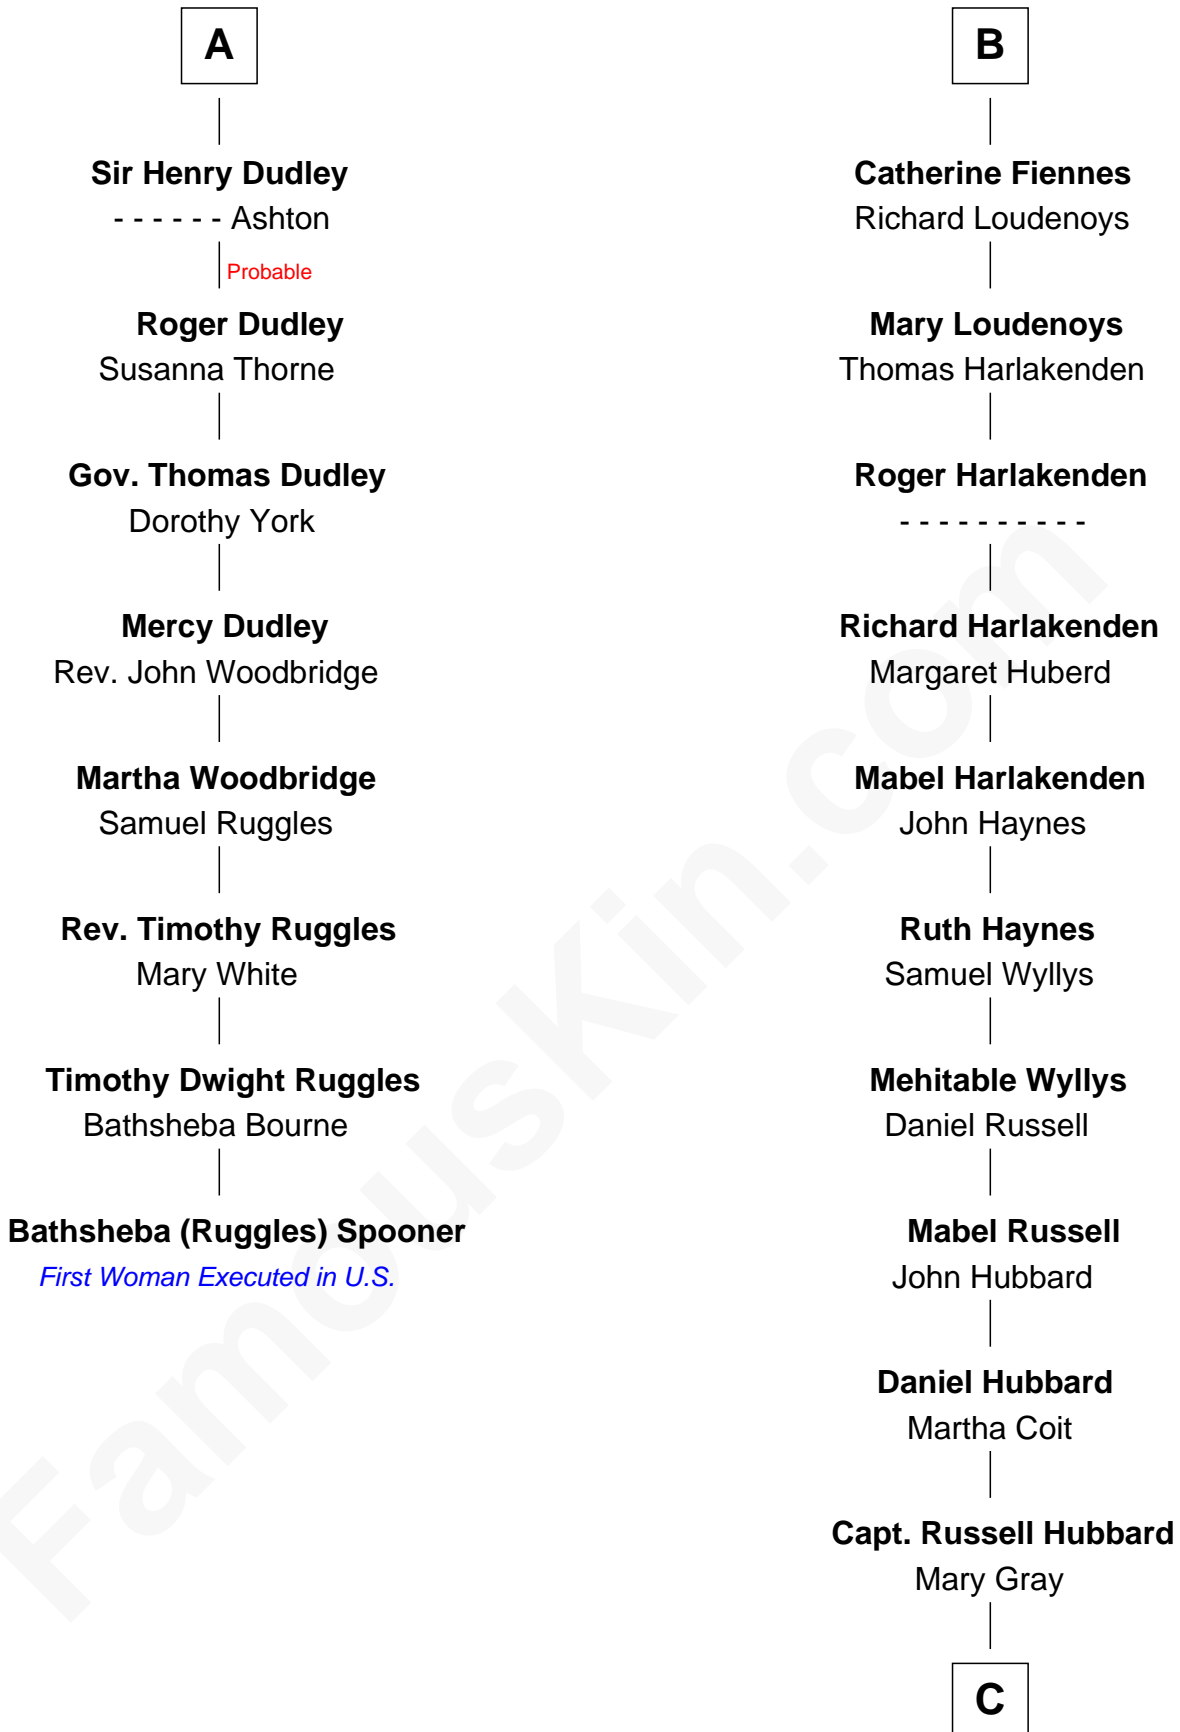 A
Sir Henry Dudley
- - - - - - Ashton
Probable
Roger Dudley
Susanna Thorne
Gov. Thomas Dudley
Dorothy York
Mercy Dudley
Rev. John Woodbridge
Martha Woodbridge
Samuel Ruggles
Rev. Timothy Ruggles
Mary White
Timothy Dwight Ruggles
Bathsheba Bourne
Bathsheba (Ruggles) Spooner
First Woman Executed in U.S.
B
Catherine Fiennes
Richard Loudenoys
Mary Loudenoys
Thomas Harlakenden
Roger Harlakenden
- - - - - - - - - -
Richard Harlakenden
Margaret Huberd
Mabel Harlakenden
John Haynes
Ruth Haynes
Samuel Wyllys
Mehitable Wyllys
Daniel Russell
Mabel Russell
John Hubbard
Daniel Hubbard
Martha Coit
Capt. Russell Hubbard
Mary Gray
C
FamousKin.com